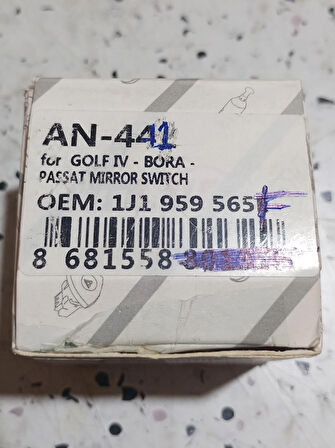 AN-441
for GOLF IV - BORA -
PASSAT MIRROR SWITCH
OEM: 1J1 959 565F
8 681558